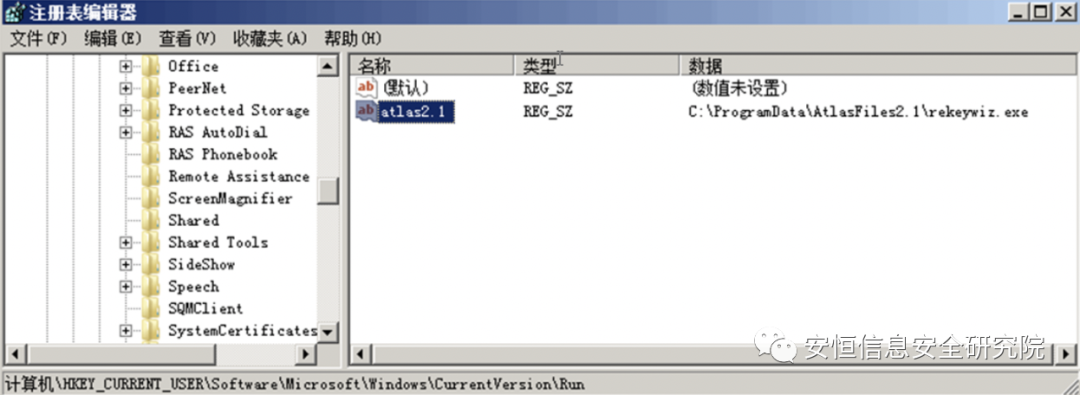 注册表编辑器
文件(F) 编辑(E) 查看(V) 收藏夹(A) 帮助(H)
Office
PeerNet
Protected Storage
RAS AutoDial
RAS Phonebook
Remote Assistance
ScreenMagnifier
Shared
Shared Tools
SideShow
Speech
SQMClient
SystemCertificates
名称 类型 数据
ab (默认) REG_SZ (数值未设置)
ab atlas2.1 REG_SZ C:\ProgramData\AtlasFiles2.1\rekeywiz.exe
安恒信息安全研究院
计算机\HKEY_CURRENT_USER\Software\Microsoft\Windows\CurrentVersion\Run